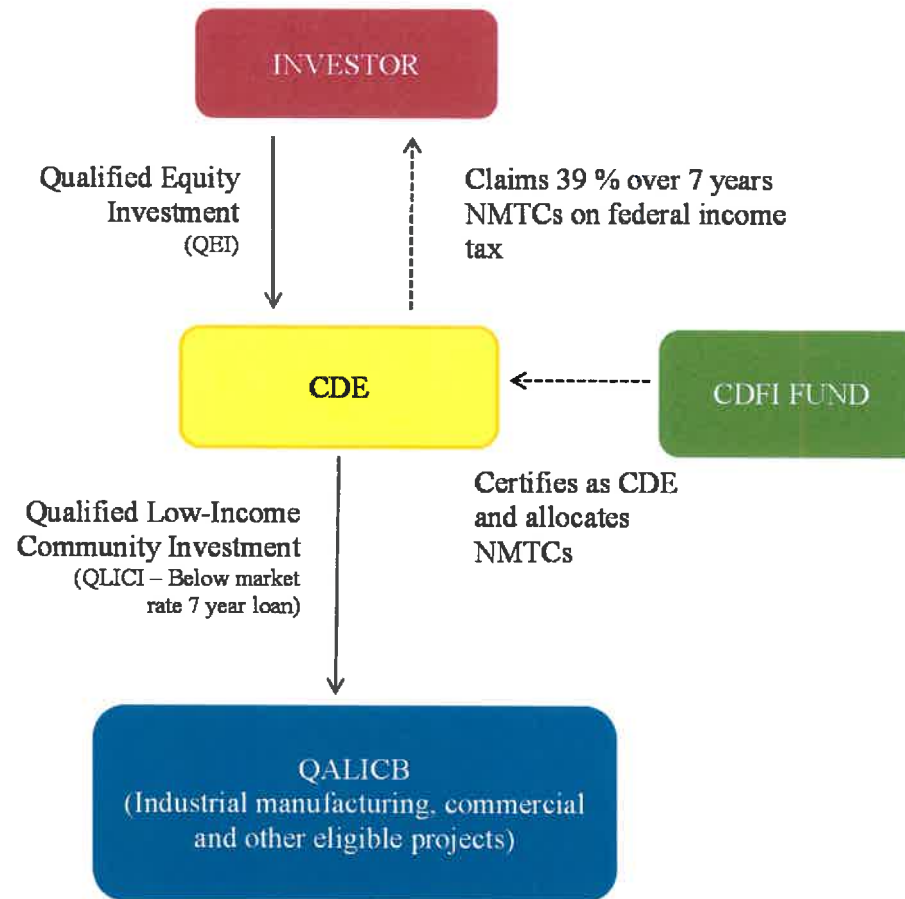 INVESTOR
Qualified Equity
Investment
(QEI)
Claims 39 % over 7 years
NMTCs on federal income
tax
CDE
CDFI FUND
Certifies as CDE
and allocates
NMTCs
Qualified Low-Income
Community Investment
(QLICI – Below market
rate 7 year loan)
QALICB
(Industrial manufacturing, commercial
and other eligible projects)